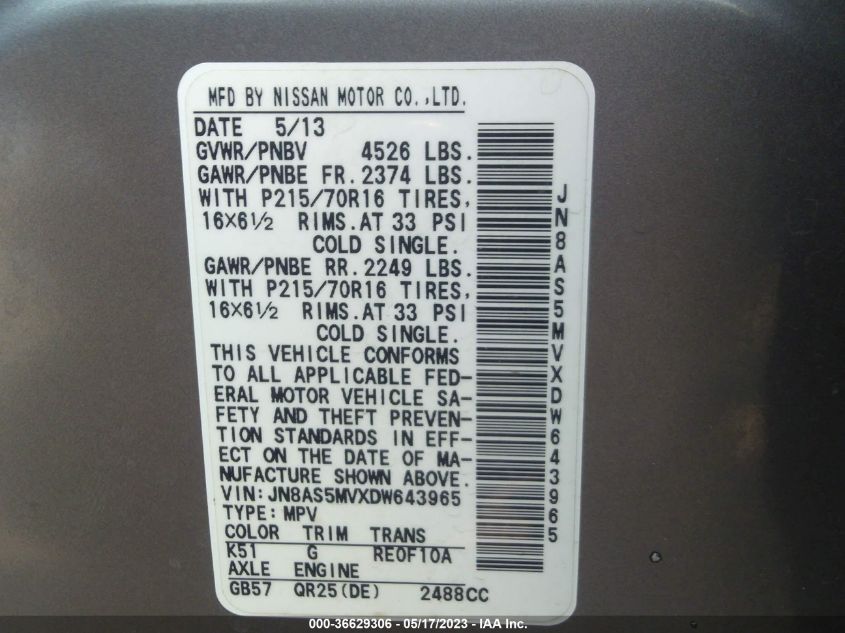 MFD BY NISSAN MOTOR CO.,LTD.
DATE 5/13
GVWR/PNBV 4526 LBS.
GAWR/PNBE FR. 2374 LBS.
WITH P215/70R16 TIRES,
16×6½ RIMS. AT 33 PSI
COLD SINGLE.
GAWR/PNBE RR. 2249 LBS.
WITH P215/70R16 TIRES,
16×6½ RIMS. AT 33 PSI
COLD SINGLE.
THIS VEHICLE CONFORMS
TO ALL APPLICABLE FED-
ERAL MOTOR VEHICLE SA-
FETY AND THEFT PREVEN-
TION STANDARDS IN EFF-
ECT ON THE DATE OF MA-
NUFACTURE SHOWN ABOVE.
VIN: JN8AS5MVXDW643965
TYPE: MPV
COLOR TRIM TRANS
K51 G RE0F10A
AXLE ENGINE
GB57 QR25(DE) 2488CC
JN8AS5MVXDW643965
000-36629306 - 05/17/2023 - IAA Inc.